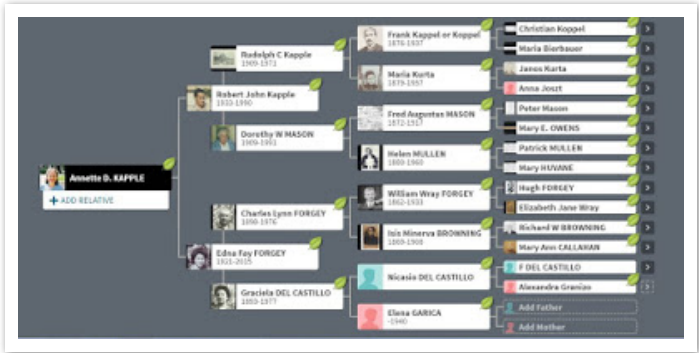 Annette D. KAPPLE
ADD RELATIVE
Robert John Kapple
1933-1990
Edna Fay FORGEY
1921-2015
Rudolph C Kapple
1909-1971
Dorothy W MASON
1909-1991
Charles Lynn FORGEY
1898-1976
Graciela DEL CASTILLO
1893-1977
Frank Kappel or Koppel
1876-1937
Maria Kurta
1879-1957
Fred Augustus MASON
1872-1917
Helen MULLEN
1880-1960
William Wray FORGEY
1862-1933
Isis Minerva BROWNING
1869-1908
Nicasio DEL CASTILLO
Elena GARICA
-1940
Christian Koppel
Maria Bierbauer
Janos Kurta
Anna Joszt
Peter Mason
Mary E. OWENS
Patrick MULLEN
Mary HUYANE
Hugh FORGEY
Elizabeth Jane Wray
Richard W BROWNING
Mary Ann CALLAHAN
F DEL CASTILLO
Alexandra Granizo
Add Father
Add Mother